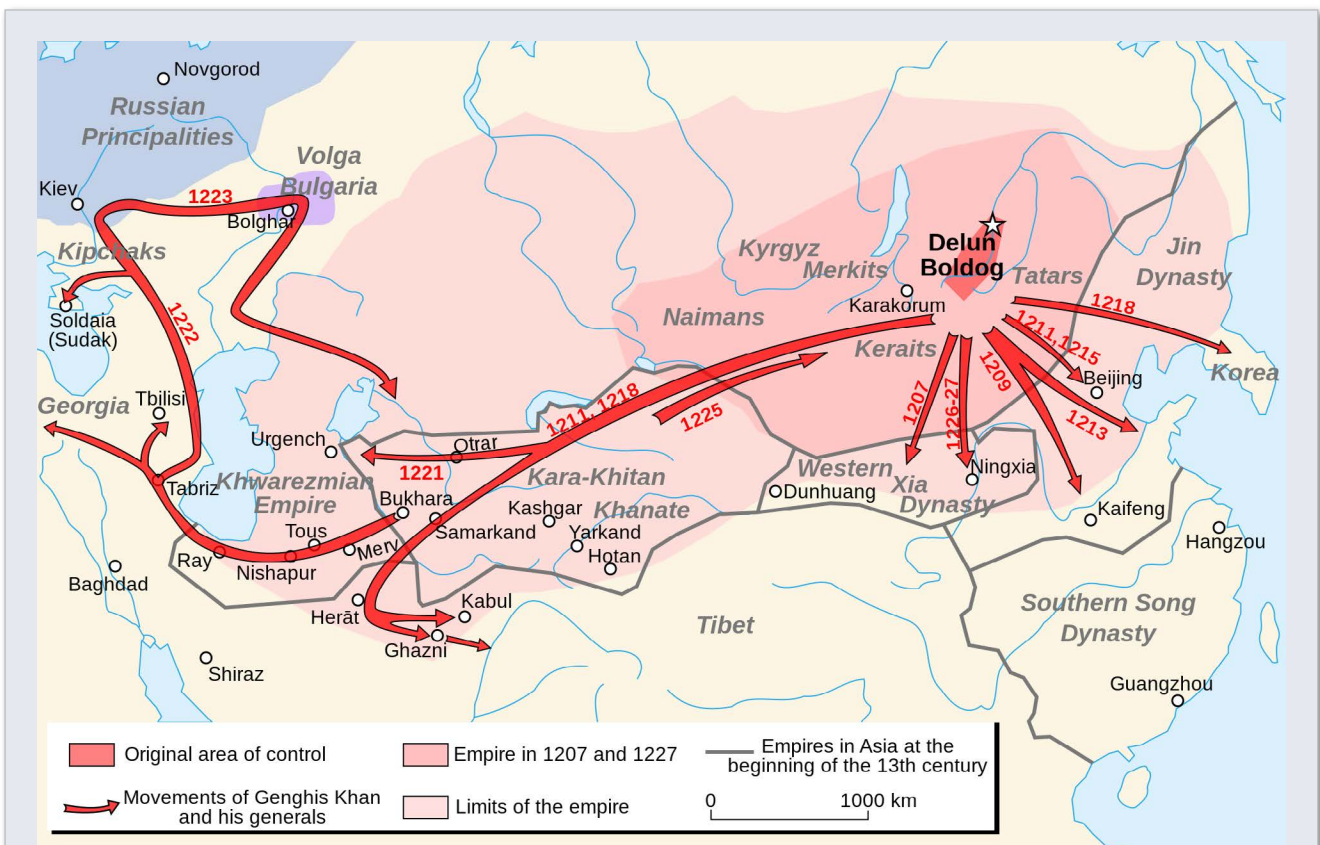 Novgorod
Russian
Principalities
Volga
Bulgaria
Kiev
1223
Bolghar
Kipchaks
Soldaia
(Sudak)
1222
Georgia
Tbilisi
Tabriz
Urgench
Khwarezmian
Empire
Otrar
1221
Bukhara
Samarkand
Tous
Merv
Ray
Nishapur
Baghdad
Shiraz
Herāt
Kabul
Ghazni
Kyrgyz
Merkits
Naimans
Keraits
Karakorum
Delun
Boldog
Tatars
Jin
Dynasty
1218
1211,1215
Beijing
Korea
1209
1213
1207
1226-27
1211, 1218
1225
Kara-Khitan
Khanate
Kashgar
Yarkand
Hotan
Western
Xia
Dynasty
Ningxia
Dunhuang
Kaifeng
Hangzou
Tibet
Southern Song
Dynasty
Guangzhou
Original area of control
Movements of Genghis Khan
and his generals
Empire in 1207 and 1227
Limits of the empire
Empires in Asia at the
beginning of the 13th century
0 1000 km